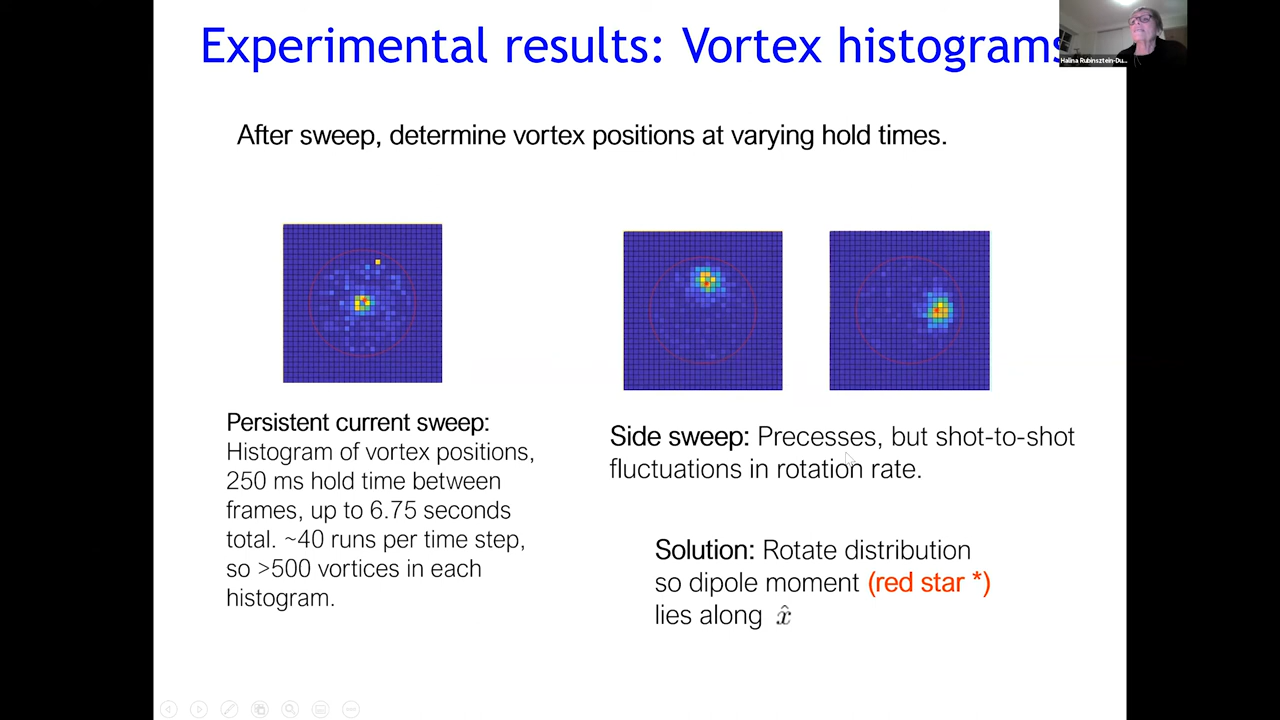 Experimental results: Vortex histograms
Halina Rubinsztein-Du...
After sweep, determine vortex positions at varying hold times.
Persistent current sweep:
Histogram of vortex positions,
250 ms hold time between
frames, up to 6.75 seconds
total. ~40 runs per time step,
so >500 vortices in each
histogram.
Side sweep: Precesses, but shot-to-shot
fluctuations in rotation rate.
Solution: Rotate distribution
so dipole moment (red star *)
lies along x̂